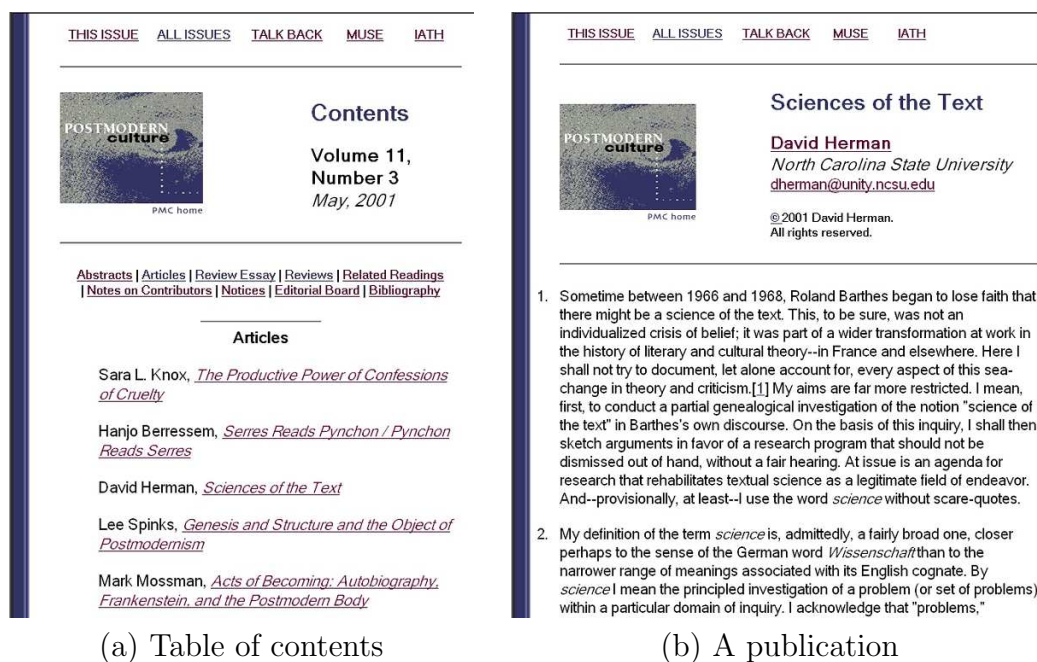 THIS ISSUE ALL ISSUES TALK BACK MUSE IATH
POSTMODERN
culture
PMC home
Contents
Volume 11,
Number 3
May, 2001
Abstracts | Articles | Review Essay | Reviews | Related Readings
| Notes on Contributors | Notices | Editorial Board | Bibliography
Articles
Sara L. Knox, The Productive Power of Confessions
of Cruelty
Hanjo Berressem, Serres Reads Pynchon / Pynchon
Reads Serres
David Herman, Sciences of the Text
Lee Spinks, Genesis and Structure and the Object of
Postmodernism
Mark Mossman, Acts of Becoming: Autobiography,
Frankenstein, and the Postmodern Body
(a) Table of contents
THIS ISSUE ALL ISSUES TALK BACK MUSE IATH
POSTMODERN
culture
PMC home
Sciences of the Text
David Herman
North Carolina State University
dherman@unity.ncsu.edu
© 2001 David Herman.
All rights reserved.
1. Sometime between 1966 and 1968, Roland Barthes began to lose faith that
there might be a science of the text. This, to be sure, was not an
individualized crisis of belief; it was part of a wider transformation at work in
the history of literary and cultural theory--in France and elsewhere. Here I
shall not try to document, let alone account for, every aspect of this sea-
change in theory and criticism.[1] My aims are far more restricted. I mean,
first, to conduct a partial genealogical investigation of the notion "science of
the text" in Barthes's own discourse. On the basis of this inquiry, I shall then
sketch arguments in favor of a research program that should not be
dismissed out of hand, without a fair hearing. At issue is an agenda for
research that rehabilitates textual science as a legitimate field of endeavor.
And--provisionally, at least--I use the word science without scare-quotes.
2. My definition of the term science is, admittedly, a fairly broad one, closer
perhaps to the sense of the German word Wissenschaft than to the
narrower range of meanings associated with its English cognate. By
science I mean the principled investigation of a problem (or set of problems)
within a particular domain of inquiry. I acknowledge that "problems,"
(b) A publication